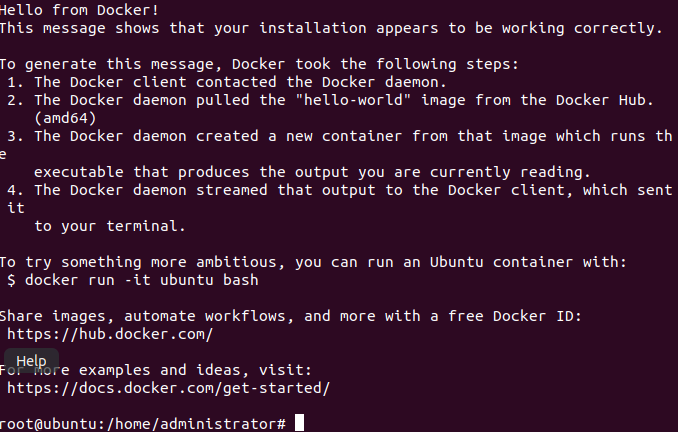 Hello from Docker!
This message shows that your installation appears to be working correctly.
To generate this message, Docker took the following steps:
1. The Docker client contacted the Docker daemon.
2. The Docker daemon pulled the "hello-world" image from the Docker Hub.
(amd64)
3. The Docker daemon created a new container from that image which runs th
e
executable that produces the output you are currently reading.
4. The Docker daemon streamed that output to the Docker client, which sent
it
to your terminal.
To try something more ambitious, you can run an Ubuntu container with:
$ docker run -it ubuntu bash
Share images, automate workflows, and more with a free Docker ID:
https://hub.docker.com/
Help
For more examples and ideas, visit:
https://docs.docker.com/get-started/
root@ubuntu:/home/administrator#